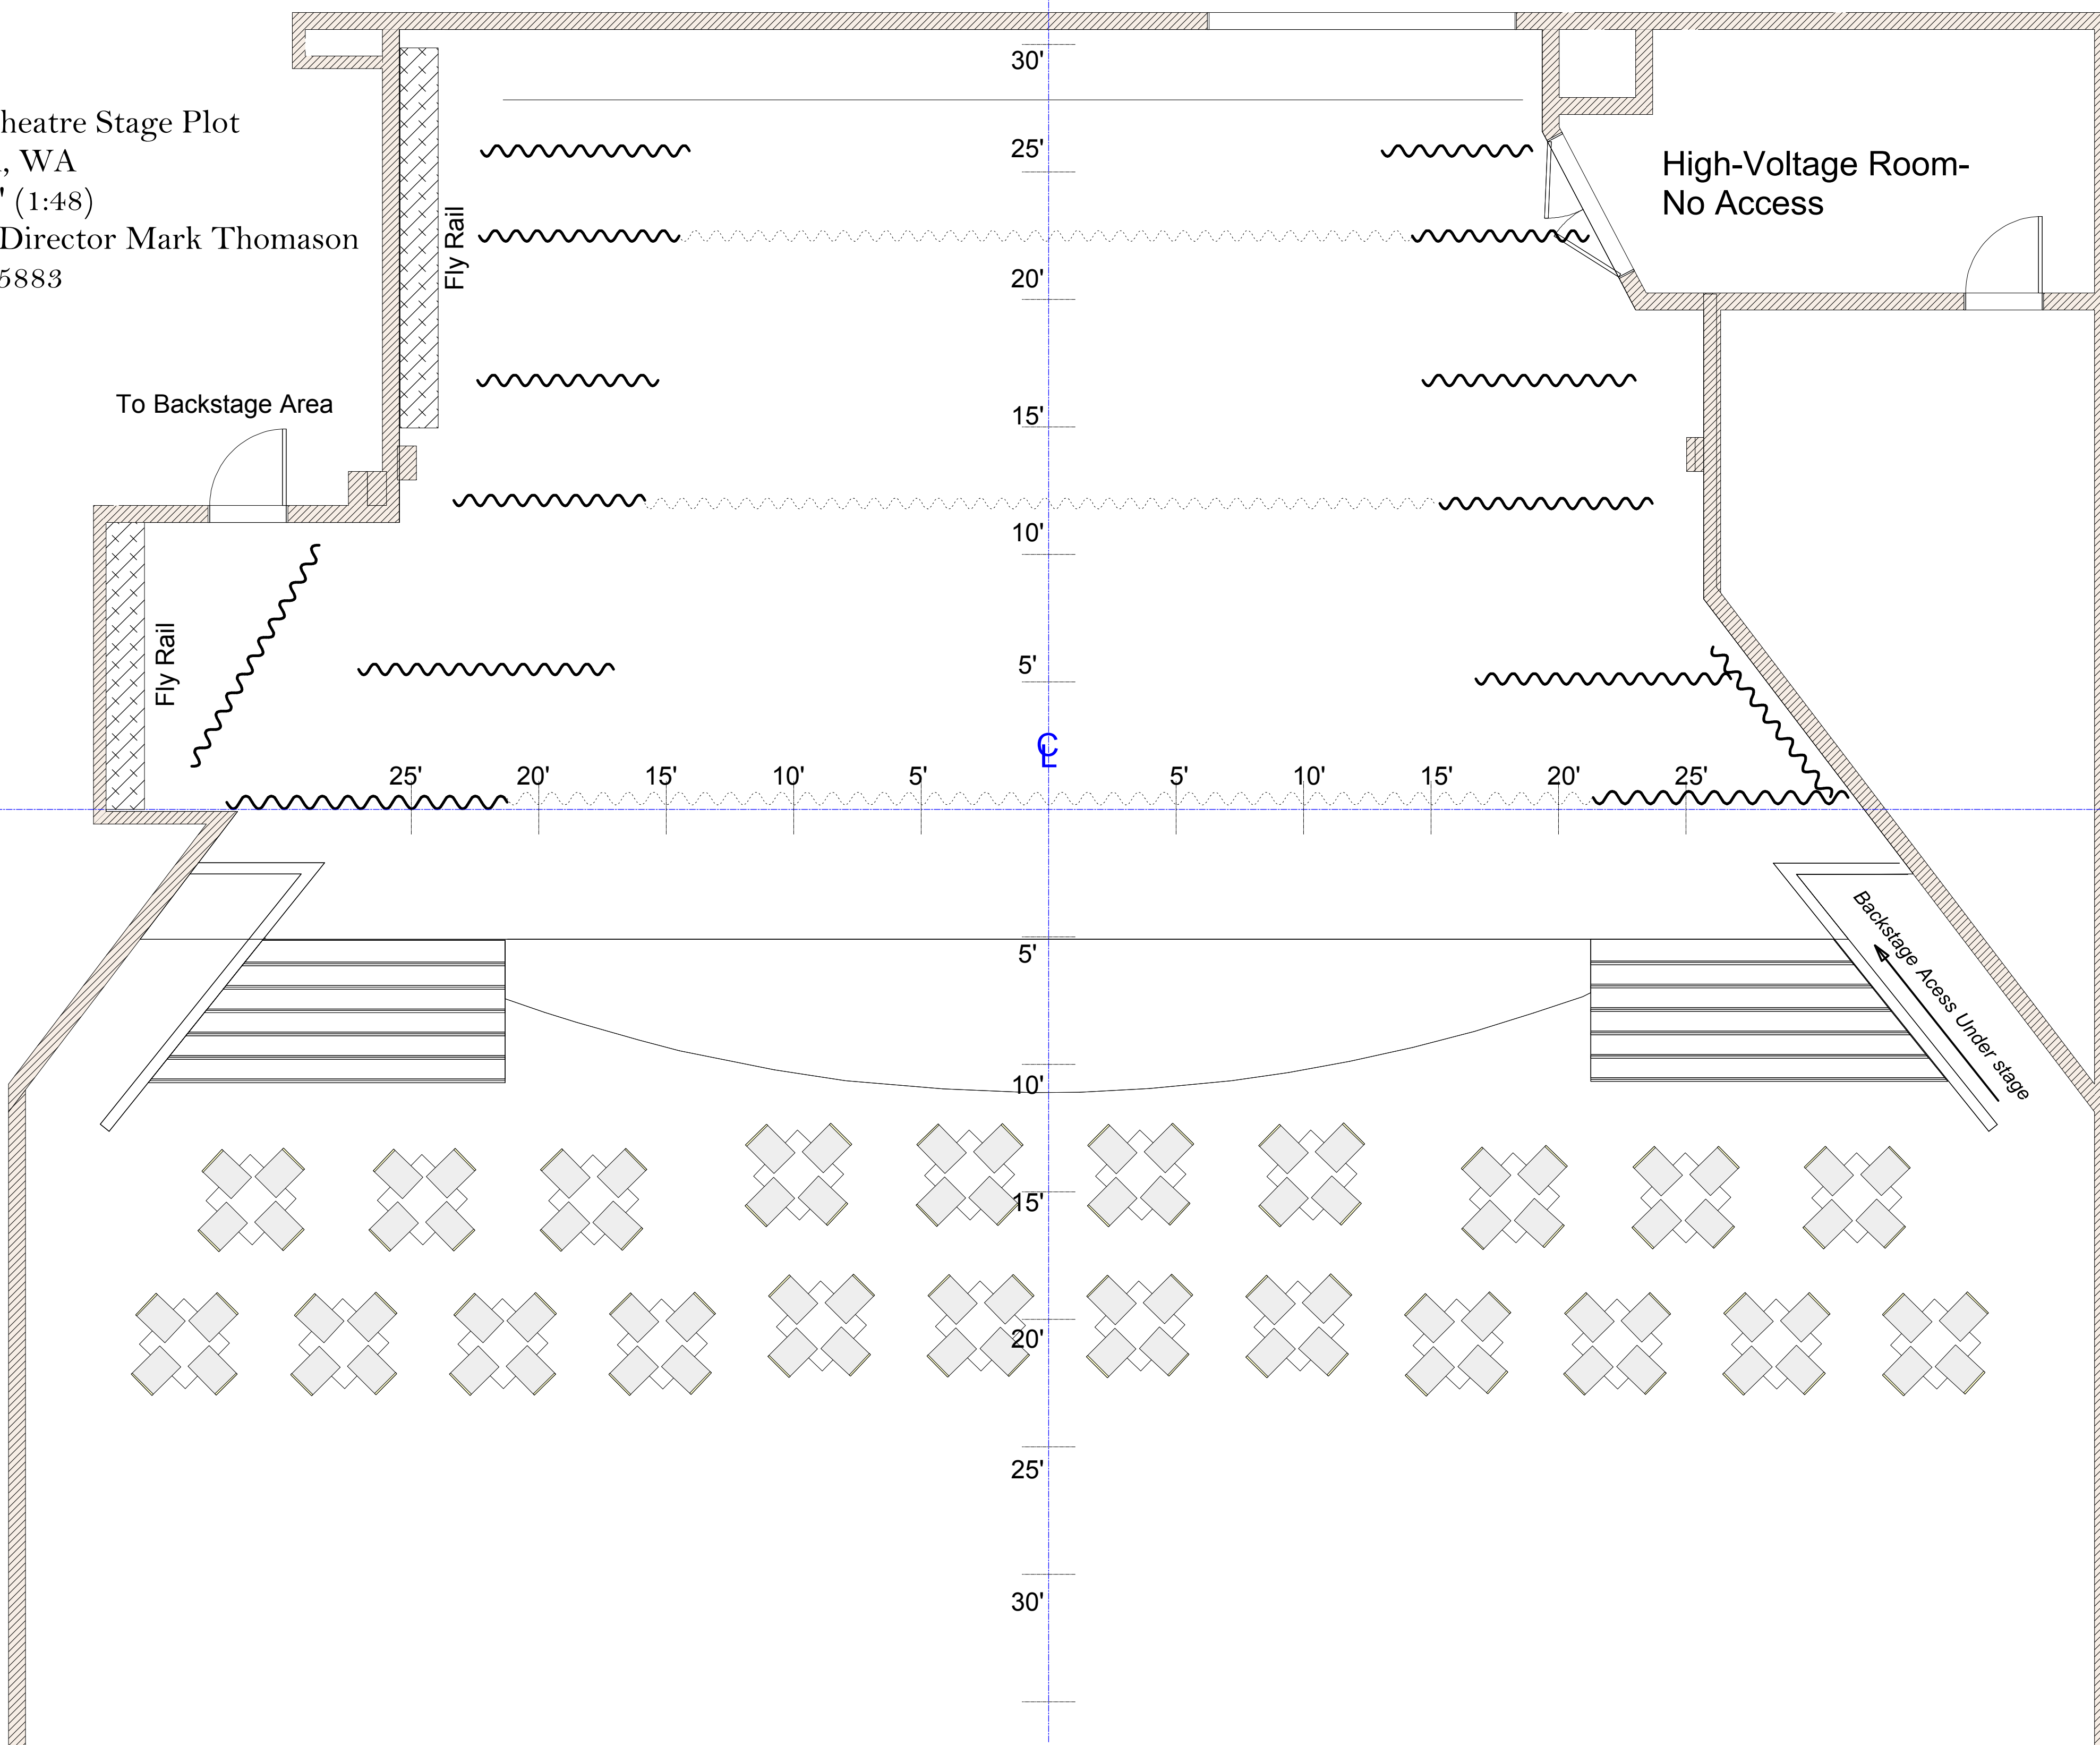 heatre Stage Plot
, WA
' (1:48)
Director Mark Thomason
5883
High-Voltage Room-
No Access
Fly Rail
To Backstage Area
Fly Rail
30'
25'
20'
15'
10'
5'
CL
25' 20' 15' 10' 5' 5' 10' 15' 20' 25'
Backstage Acess Under stage
5'
10'
15'
20'
25'
30'